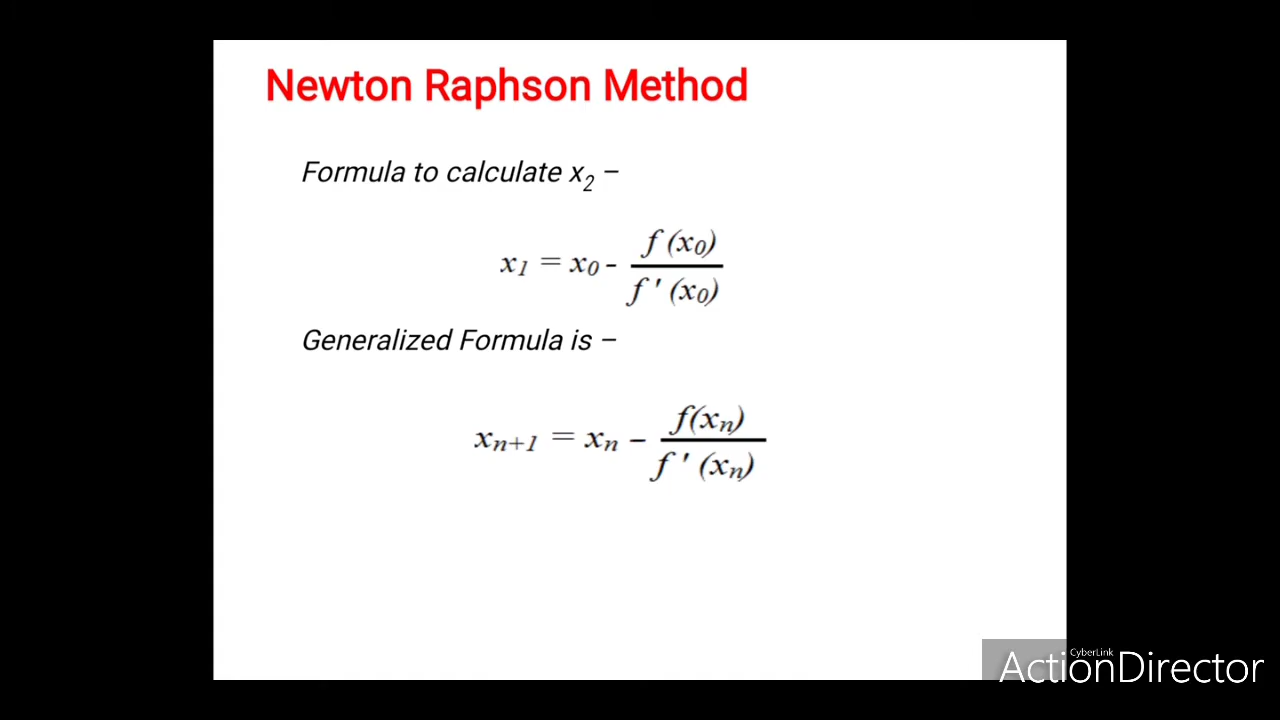 Newton Raphson Method
Formula to calculate x₂ –
x₁ = x₀ - f (x₀) / f ' (x₀)
Generalized Formula is –
xₙ₊₁ = xₙ – f(xₙ) / f ' (xₙ)
CyberLink
ActionDirector